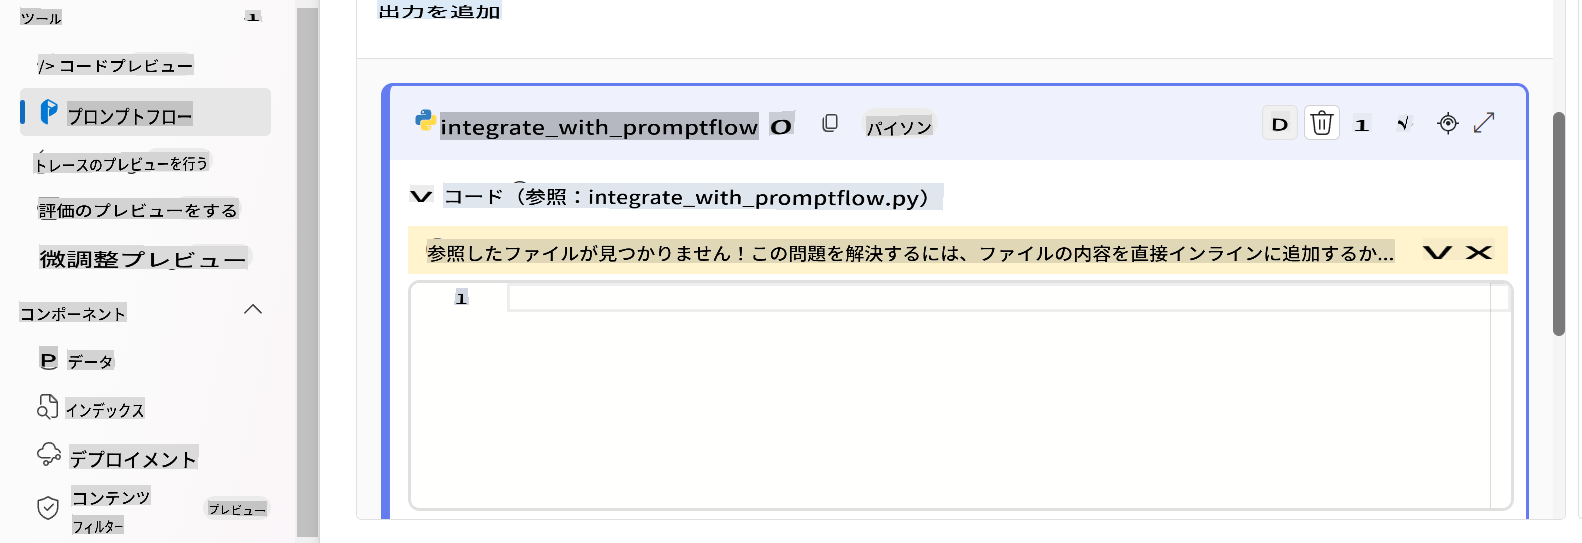 ツール
</> コードプレビュー
プロンプトフロー
トレースのプレビューを行う
評価のプレビューをする
微調整プレビュー
コンポーネント
P データ
インデックス
デプロイメント
コンテンツ
フィルター
プレビュー
出力を追加
integrate_with_promptflow O
パイソン
D
1
コード（参照：integrate_with_promptflow.py）
参照したファイルが見つかりません！この問題を解決するには、ファイルの内容を直接インラインに追加するか...
1